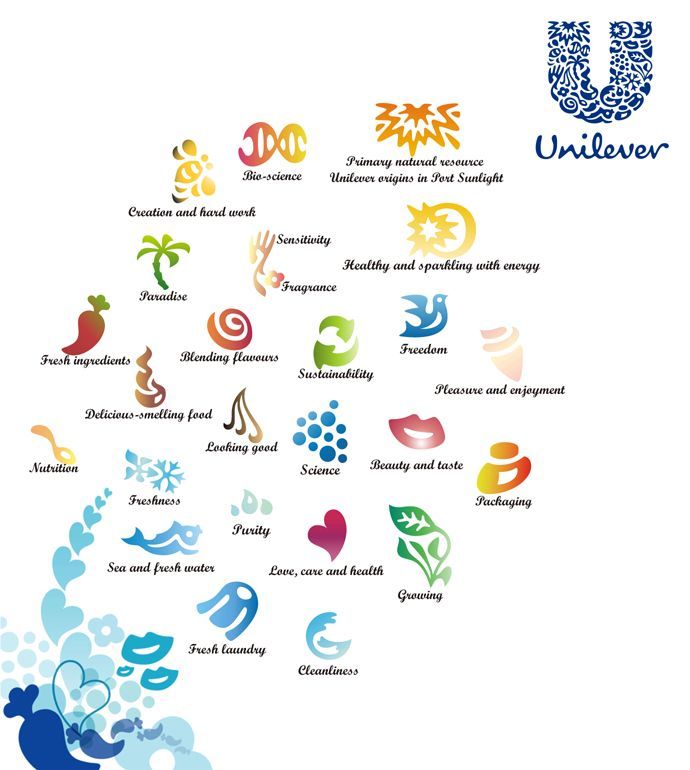 Unilever
Bio-science
Primary natural resource
Unilever origins in Port Sunlight
Creation and hard work
Sensitivity
Healthy and sparkling with energy
Fragrance
Paradise
Fresh ingredients
Blending flavours
Freedom
Sustainability
Pleasure and enjoyment
Delicious-smelling food
Looking good
Nutrition
Science
Beauty and taste
Packaging
Freshness
Purity
Sea and fresh water
Love, care and health
Growing
Fresh laundry
Cleanliness